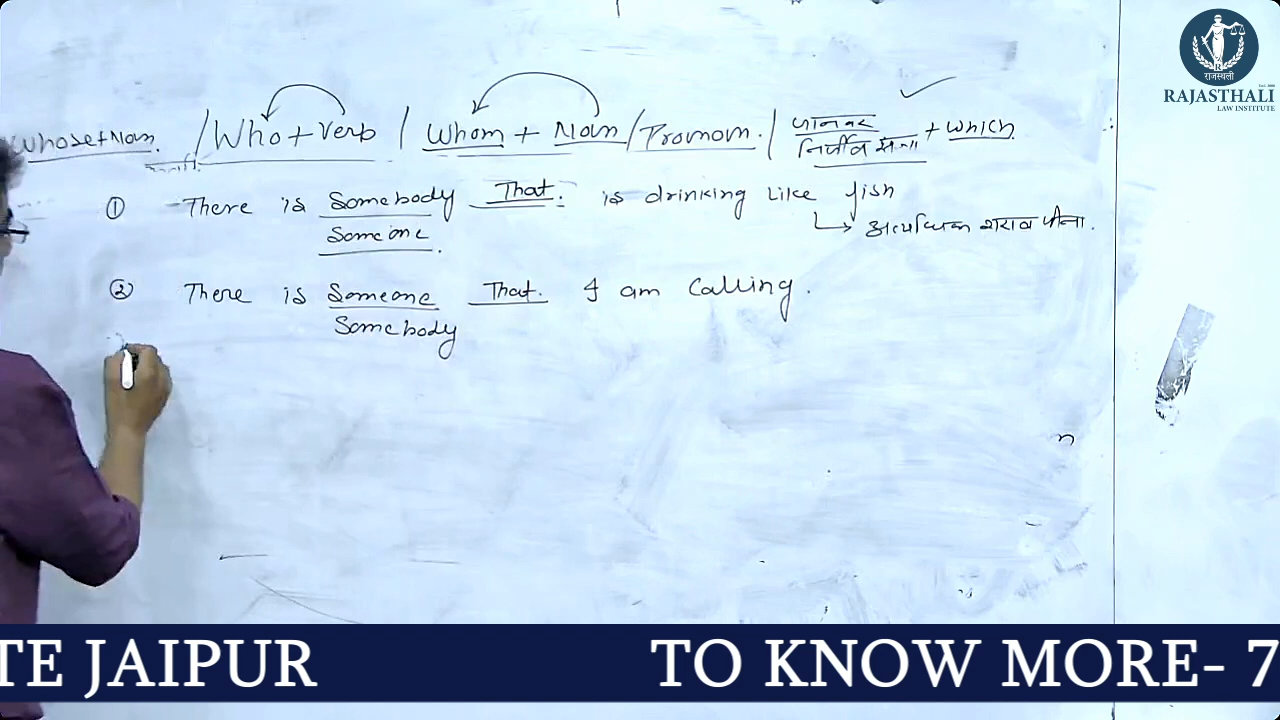 राजस्थली
RAJASTHALI
LAW INSTITUTE
Whose+Noun. / Who + Verb / Whom + Noun / Pronoun. / जानवर
निर्जीव संज्ञा + which
① There is Somebody That. is drinking like fish
Someone.
↳ अत्यधिक शराब पीना.
② There is Someone That. I am Calling.
Somebody
n
TE JAIPUR TO KNOW MORE- 7